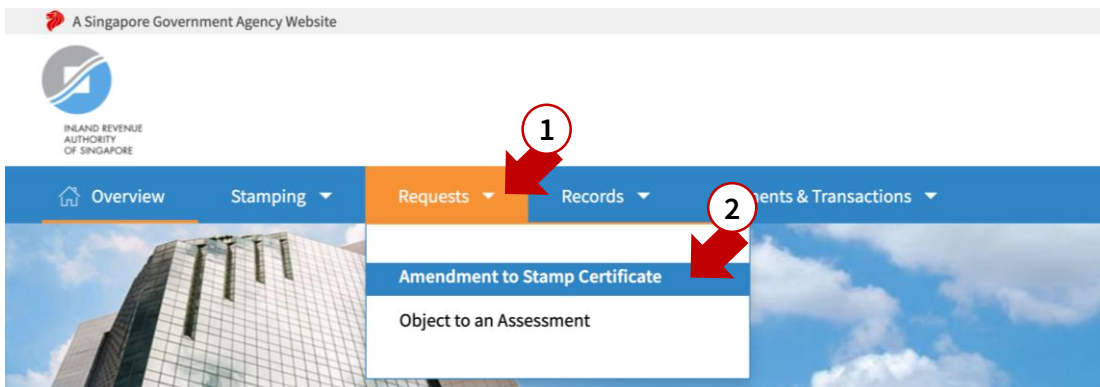 A Singapore Government Agency Website
INLAND REVENUE
AUTHORITY
OF SINGAPORE
1
Overview Stamping Requests Records ents & Transactions
2
Amendment to Stamp Certificate
Object to an Assessment